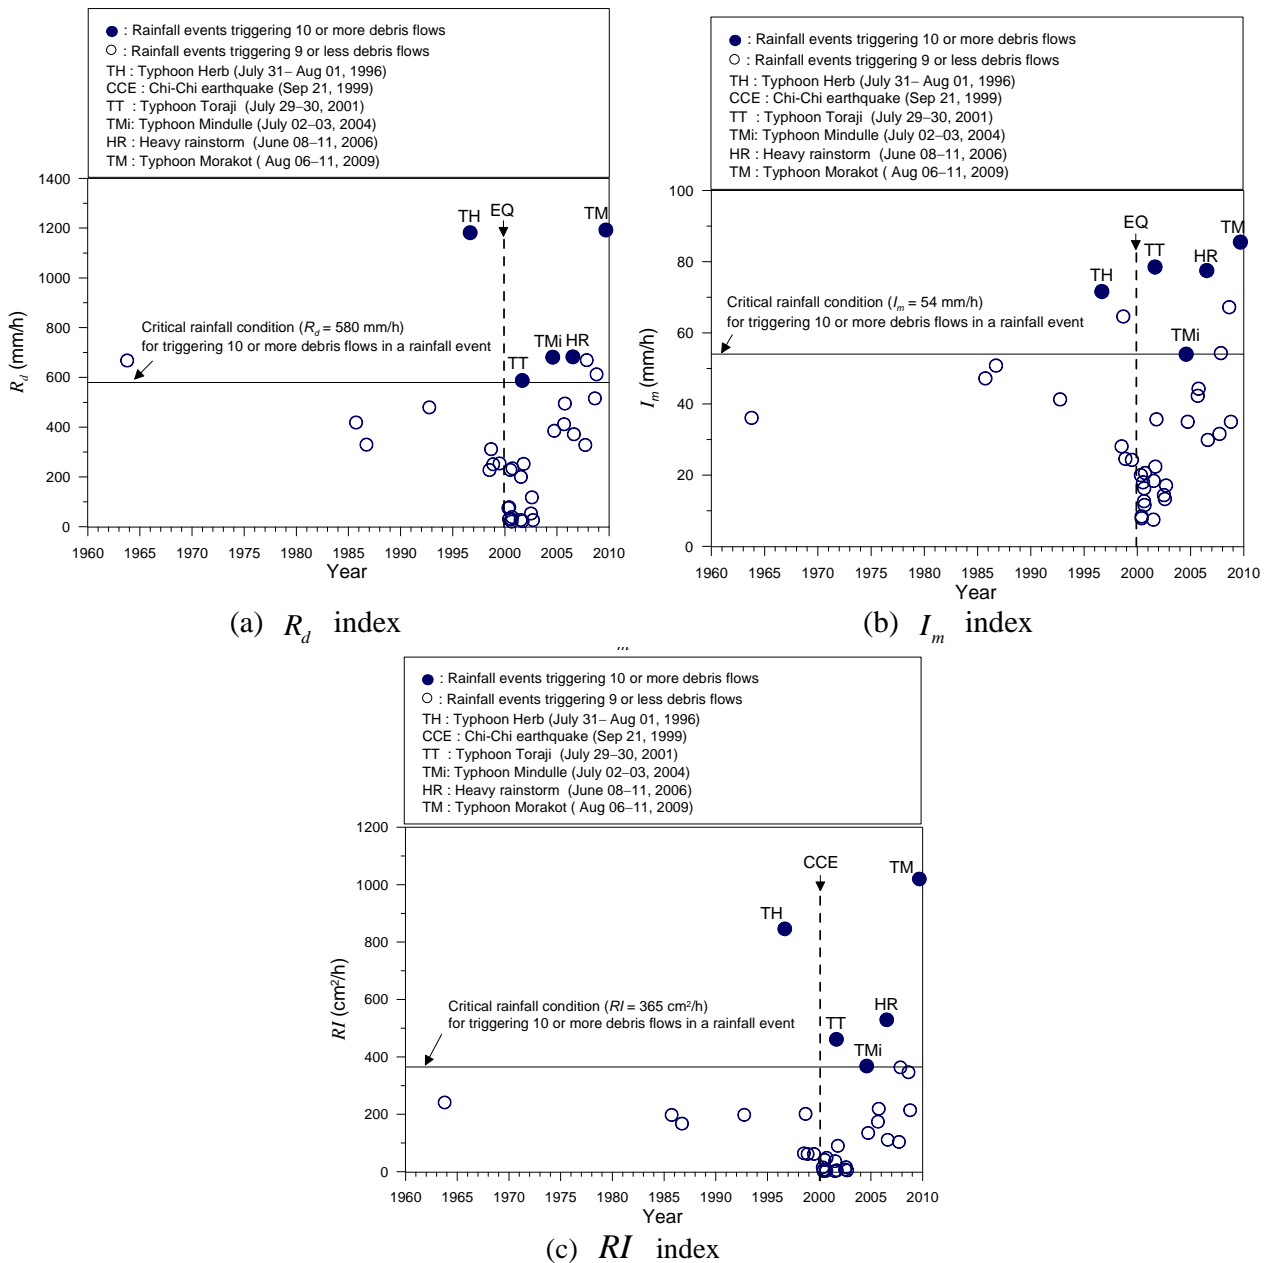 ● : Rainfall events triggering 10 or more debris flows
○ : Rainfall events triggering 9 or less debris flows
TH : Typhoon Herb (July 31– Aug 01, 1996)
CCE : Chi-Chi earthquake (Sep 21, 1999)
TT : Typhoon Toraji (July 29–30, 2001)
TMi: Typhoon Mindulle (July 02–03, 2004)
HR : Heavy rainstorm (June 08–11, 2006)
TM : Typhoon Morakot ( Aug 06–11, 2009)
1400
1200
1000
800
600
400
200
0
R_d (mm/h)
TH
EQ
TM
Critical rainfall condition (R_d = 580 mm/h)
for triggering 10 or more debris flows in a rainfall event
TMi
HR
TT
1960 1965 1970 1975 1980 1985 1990 1995 2000 2005 2010
Year
(a) R_d index
● : Rainfall events triggering 10 or more debris flows
○ : Rainfall events triggering 9 or less debris flows
TH : Typhoon Herb (July 31– Aug 01, 1996)
CCE : Chi-Chi earthquake (Sep 21, 1999)
TT : Typhoon Toraji (July 29–30, 2001)
TMi: Typhoon Mindulle (July 02–03, 2004)
HR : Heavy rainstorm (June 08–11, 2006)
TM : Typhoon Morakot ( Aug 06–11, 2009)
100
80
60
40
20
0
I_m (mm/h)
EQ
TM
TT
HR
TH
Critical rainfall condition (I_m = 54 mm/h)
for triggering 10 or more debris flows in a rainfall event
TMi
1960 1965 1970 1975 1980 1985 1990 1995 2000 2005 2010
Year
(b) I_m index
● : Rainfall events triggering 10 or more debris flows
○ : Rainfall events triggering 9 or less debris flows
TH : Typhoon Herb (July 31– Aug 01, 1996)
CCE : Chi-Chi earthquake (Sep 21, 1999)
TT : Typhoon Toraji (July 29–30, 2001)
TMi: Typhoon Mindulle (July 02–03, 2004)
HR : Heavy rainstorm (June 08–11, 2006)
TM : Typhoon Morakot ( Aug 06–11, 2009)
1200
1000
800
600
400
200
0
RI (cm²/h)
CCE
TM
TH
Critical rainfall condition (RI = 365 cm²/h)
for triggering 10 or more debris flows in a rainfall event
HR
TT
TMi
1960 1965 1970 1975 1980 1985 1990 1995 2000 2005 2010
Year
(c) RI index